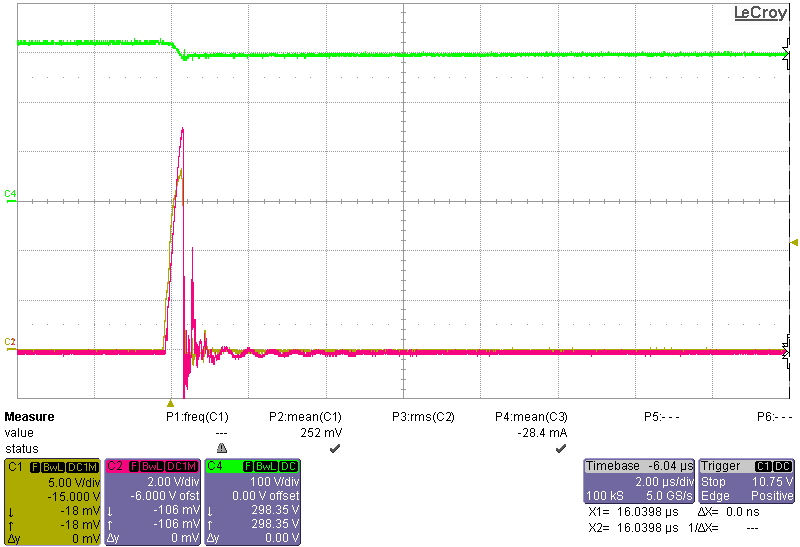 LeCroy
C4
C2
Measure P1:freq(C1) P2:mean(C1) P3:rms(C2) P4:mean(C3) P5:- - - P6:- - -
value --- 252 mV -28.4 mA
status
C1 F BwL DC1M C2 F BwL DC1M C4 F BwL DC Timebase -6.04 µs Trigger C1 DC
5.00 V/div 2.00 V/div 100 V/div 2.00 µs/div Stop 10.75 V
-15.000 V -6.000 V ofst 0.00 V offset 100 kS 5.0 GS/s Edge Positive
↓ -18 mV ↓ -106 mV ↓ 298.35 V X1= 16.0398 µs ΔX= 0.0 ns
↑ -18 mV ↑ -106 mV ↑ 298.35 V X2= 16.0398 µs 1/ΔX= ---
Δy 0 mV Δy 0 mV Δy 0.00 V